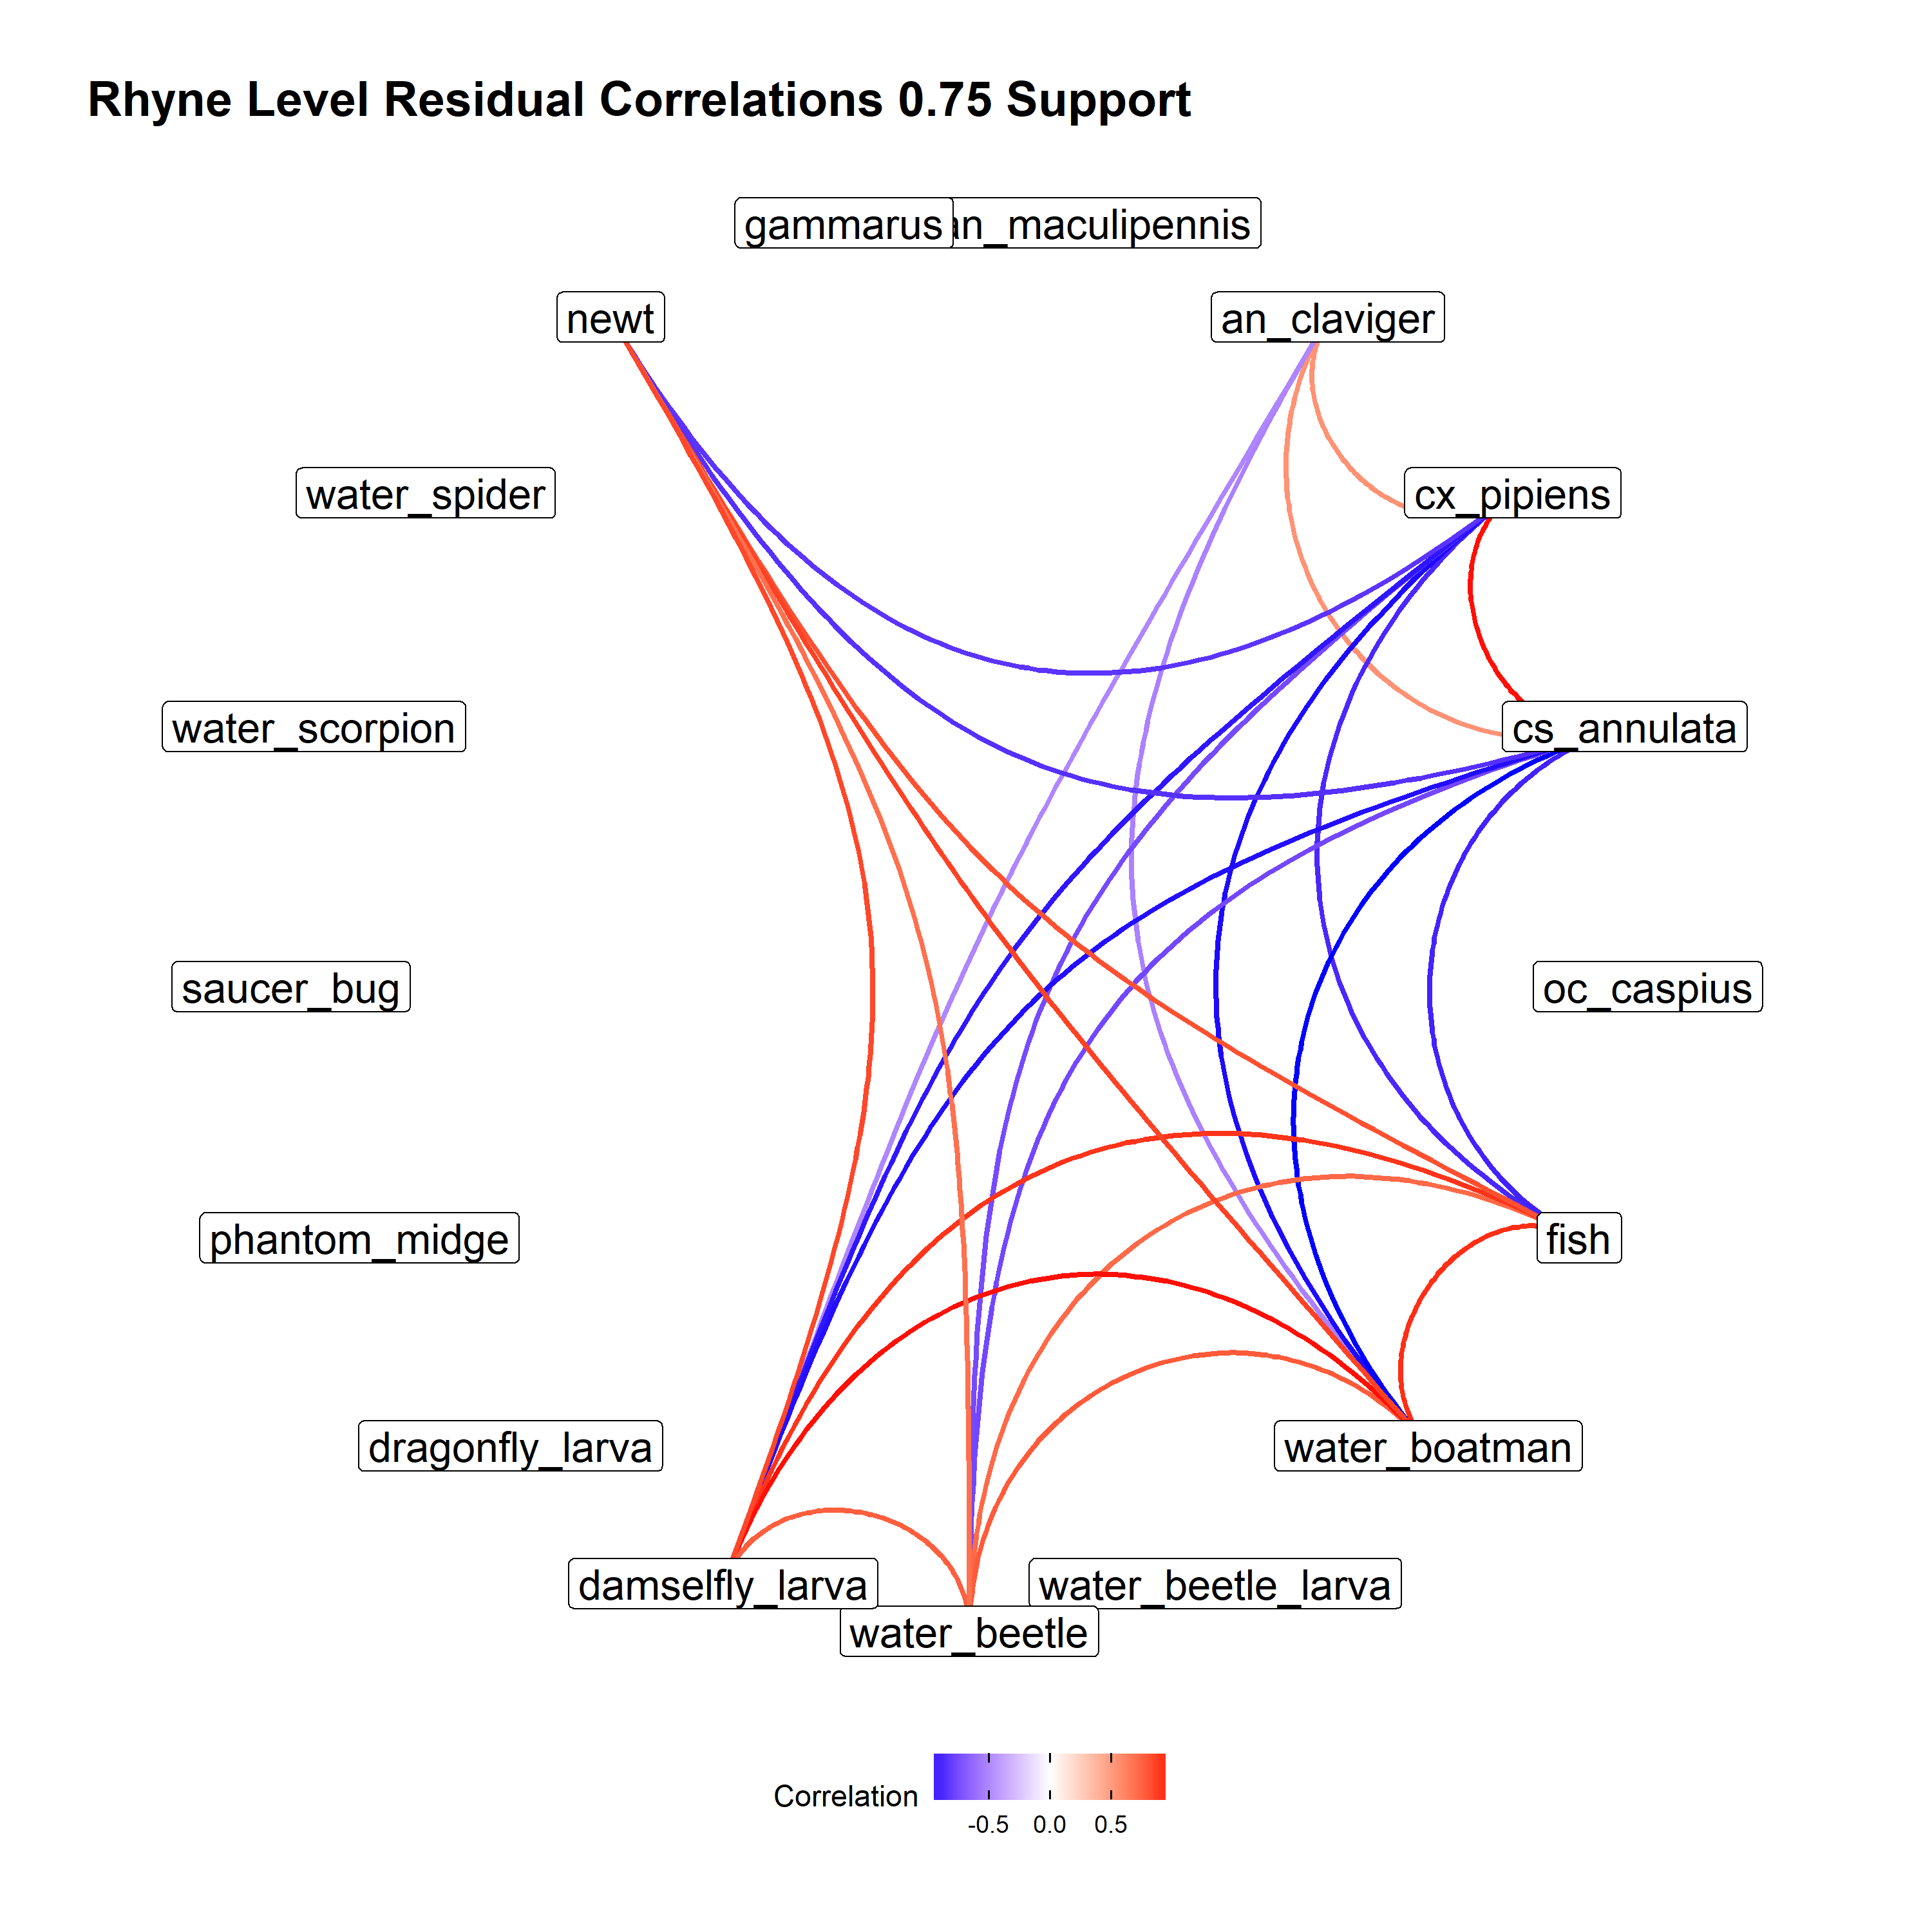 Rhyne Level Residual Correlations 0.75 Support
gammarus
an_maculipennis
newt
an_claviger
water_spider
cx_pipiens
water_scorpion
cs_annulata
saucer_bug
oc_caspius
phantom_midge
fish
dragonfly_larva
water_boatman
damselfly_larva
water_beetle_larva
water_beetle
Correlation
-0.5 0.0 0.5